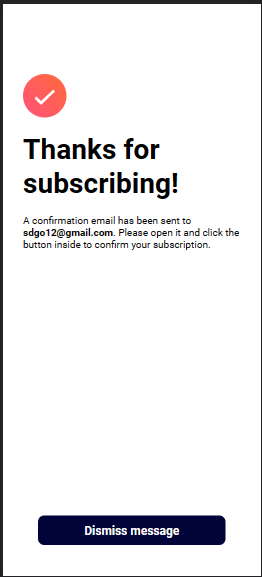 Thanks for
subscribing!
A confirmation email has been sent to
sdgo12@gmail.com. Please open it and click the
button inside to confirm your subscription.
Dismiss message